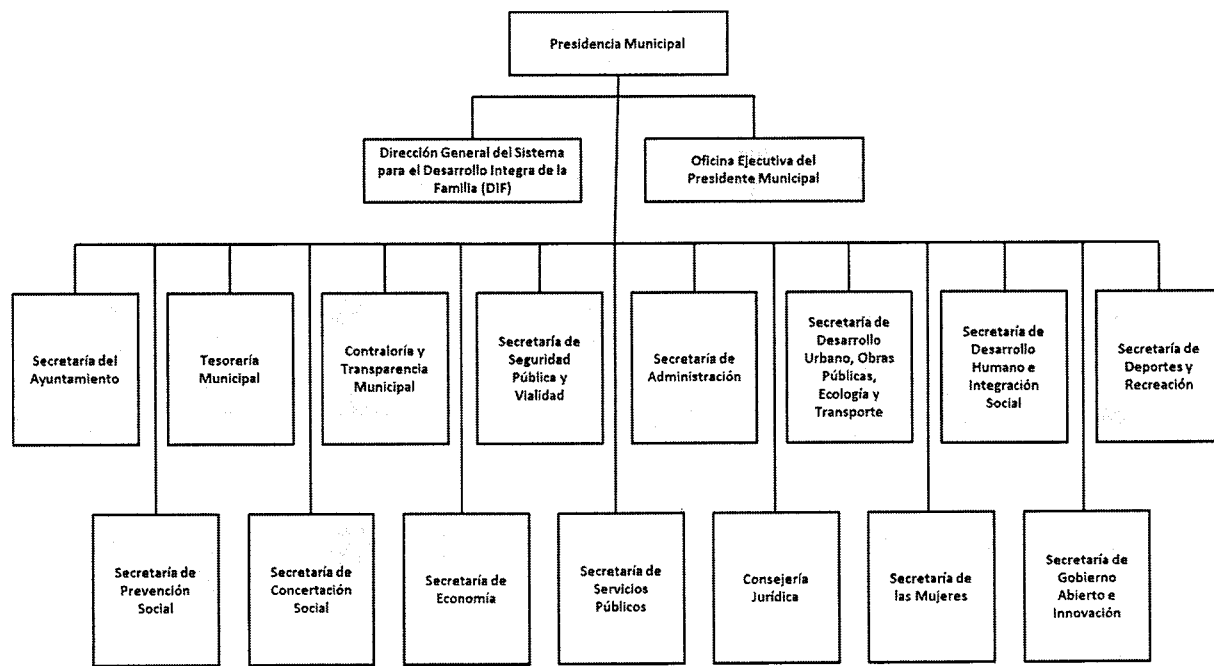 Presidencia Municipal
Dirección General del Sistema
para el Desarrollo Integra de la
Familia (DIF)
Oficina Ejecutiva del
Presidente Municipal
Secretaría del
Ayuntamiento
Tesorería
Municipal
Contraloría y
Transparencia
Municipal
Secretaría de
Seguridad
Pública y
Vialidad
Secretaría de
Administración
Secretaría de
Desarrollo
Urbano, Obras
Públicas,
Ecología y
Transporte
Secretaría de
Desarrollo
Humano e
Integración
Social
Secretaría de
Deportes y
Recreación
Secretaría de
Prevención
Social
Secretaría de
Concertación
Social
Secretaría de
Economía
Secretaría de
Servicios
Públicos
Consejería
Jurídica
Secretaría de
las Mujeres
Secretaría de
Gobierno
Abierto e
Innovación